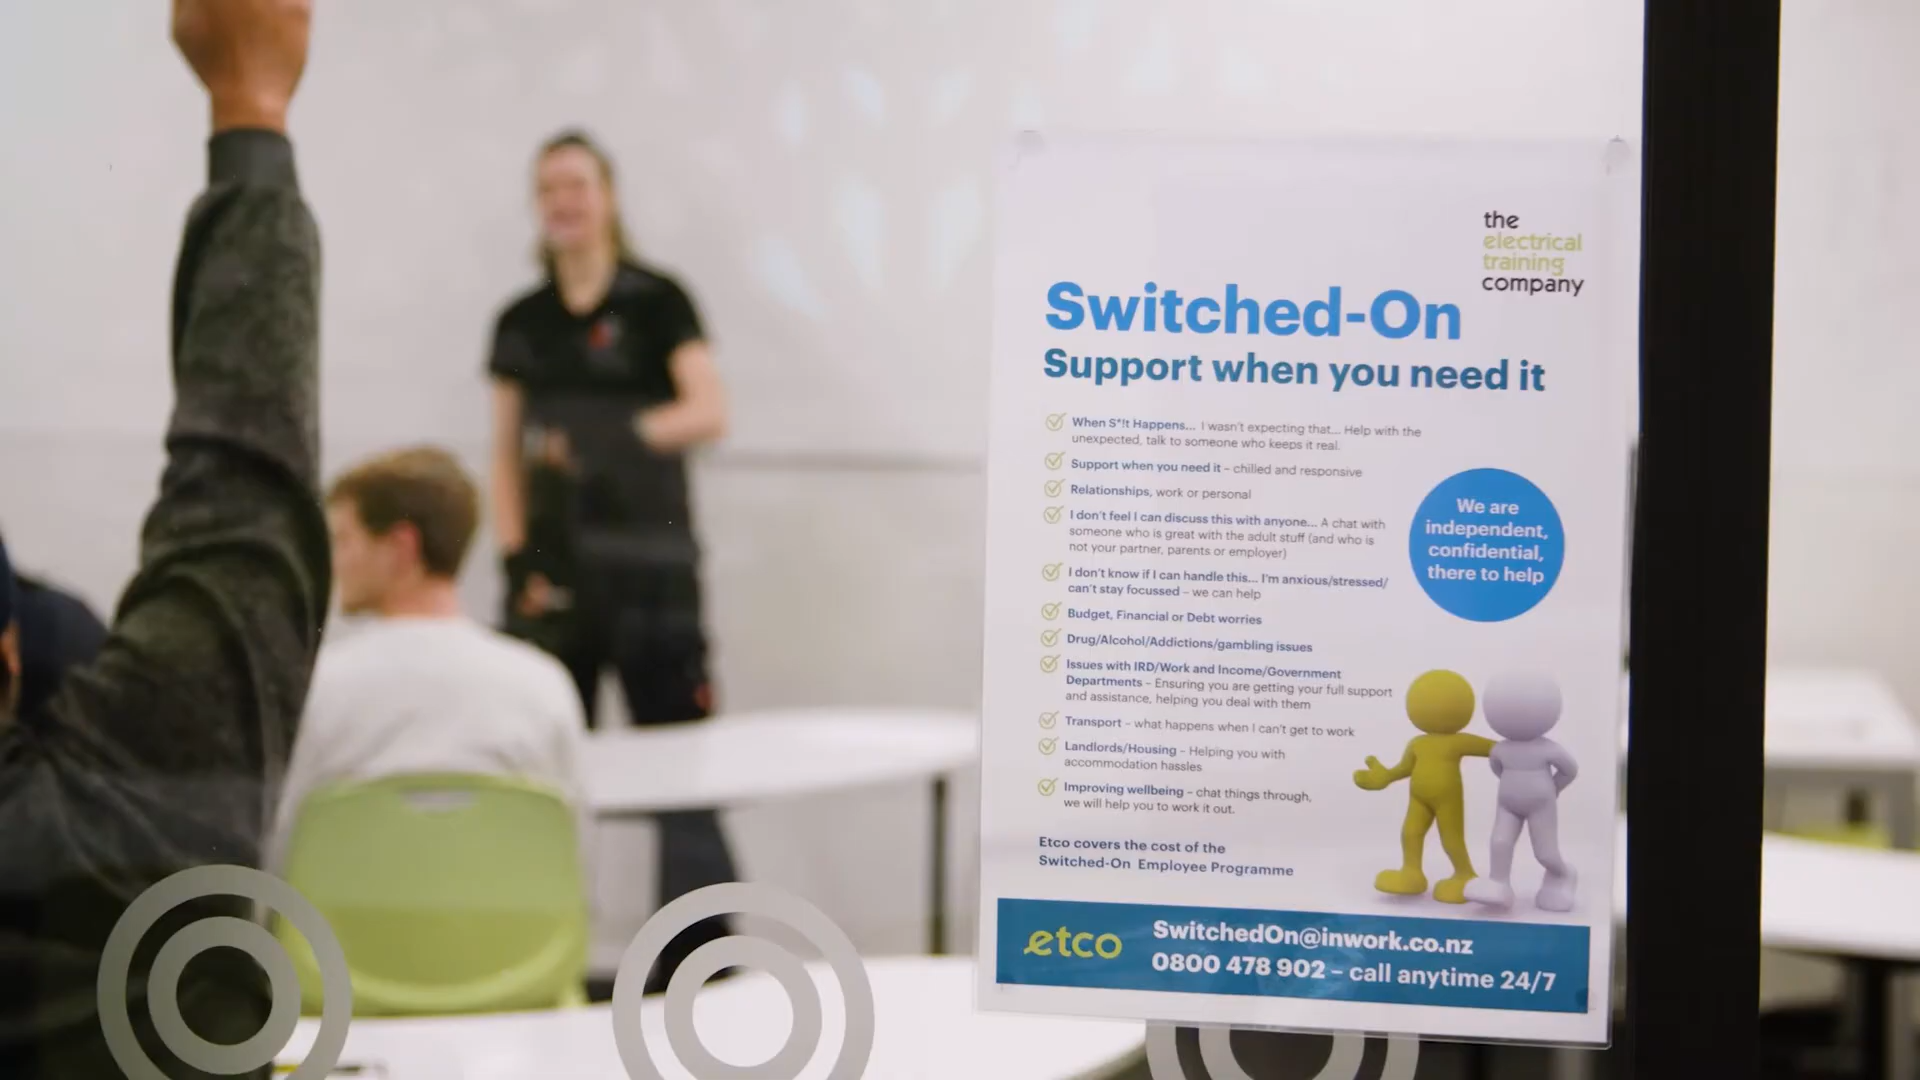 the
electrical
training
company
Switched-On
Support when you need it
When S*!t Happens... I wasn't expecting that... Help with the
unexpected, talk to someone who keeps it real.
Support when you need it – chilled and responsive
Relationships, work or personal
I don't feel I can discuss this with anyone... A chat with
someone who is great with the adult stuff (and who is
not your partner, parents or employer)
I don't know if I can handle this... I'm anxious/stressed/
can't stay focussed – we can help
Budget, Financial or Debt worries
Drug/Alcohol/Addictions/gambling issues
Issues with IRD/Work and Income/Government
Departments – Ensuring you are getting your full support
and assistance, helping you deal with them
Transport – what happens when I can't get to work
Landlords/Housing – Helping you with
accommodation hassles
Improving wellbeing – chat things through,
we will help you to work it out.
We are
independent,
confidential,
there to help
Etco covers the cost of the
Switched-On Employee Programme
etco
SwitchedOn@inwork.co.nz
0800 478 902 – call anytime 24/7